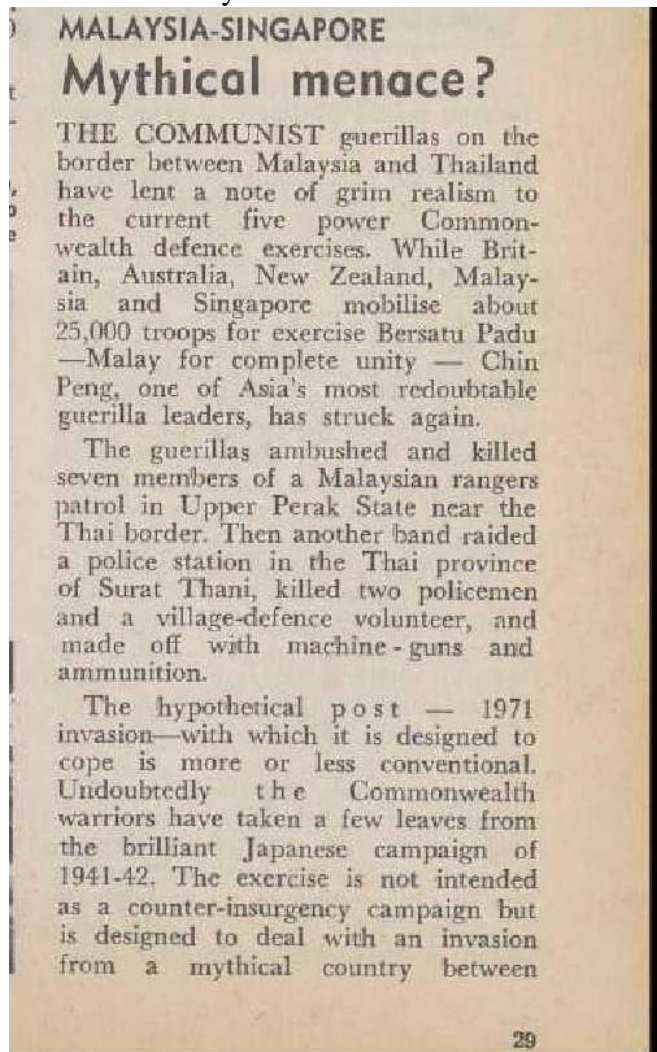 MALAYSIA-SINGAPORE
Mythical menace?
THE COMMUNIST guerillas on the
border between Malaysia and Thailand
have lent a note of grim realism to
the current five power Common-
wealth defence exercises. While Brit-
ain, Australia, New Zealand, Malay-
sia and Singapore mobilise about
25,000 troops for exercise Bersatu Padu
—Malay for complete unity — Chin
Peng, one of Asia's most redoubtable
guerilla leaders, has struck again.
The guerillas ambushed and killed
seven members of a Malaysian rangers
patrol in Upper Perak State near the
Thai border. Then another band raided
a police station in the Thai province
of Surat Thani, killed two policemen
and a village-defence volunteer, and
made off with machine-guns and
ammunition.
The hypothetical post — 1971
invasion—with which it is designed to
cope is more or less conventional.
Undoubtedly the Commonwealth
warriors have taken a few leaves from
the brilliant Japanese campaign of
1941-42. The exercise is not intended
as a counter-insurgency campaign but
is designed to deal with an invasion
from a mythical country between
29